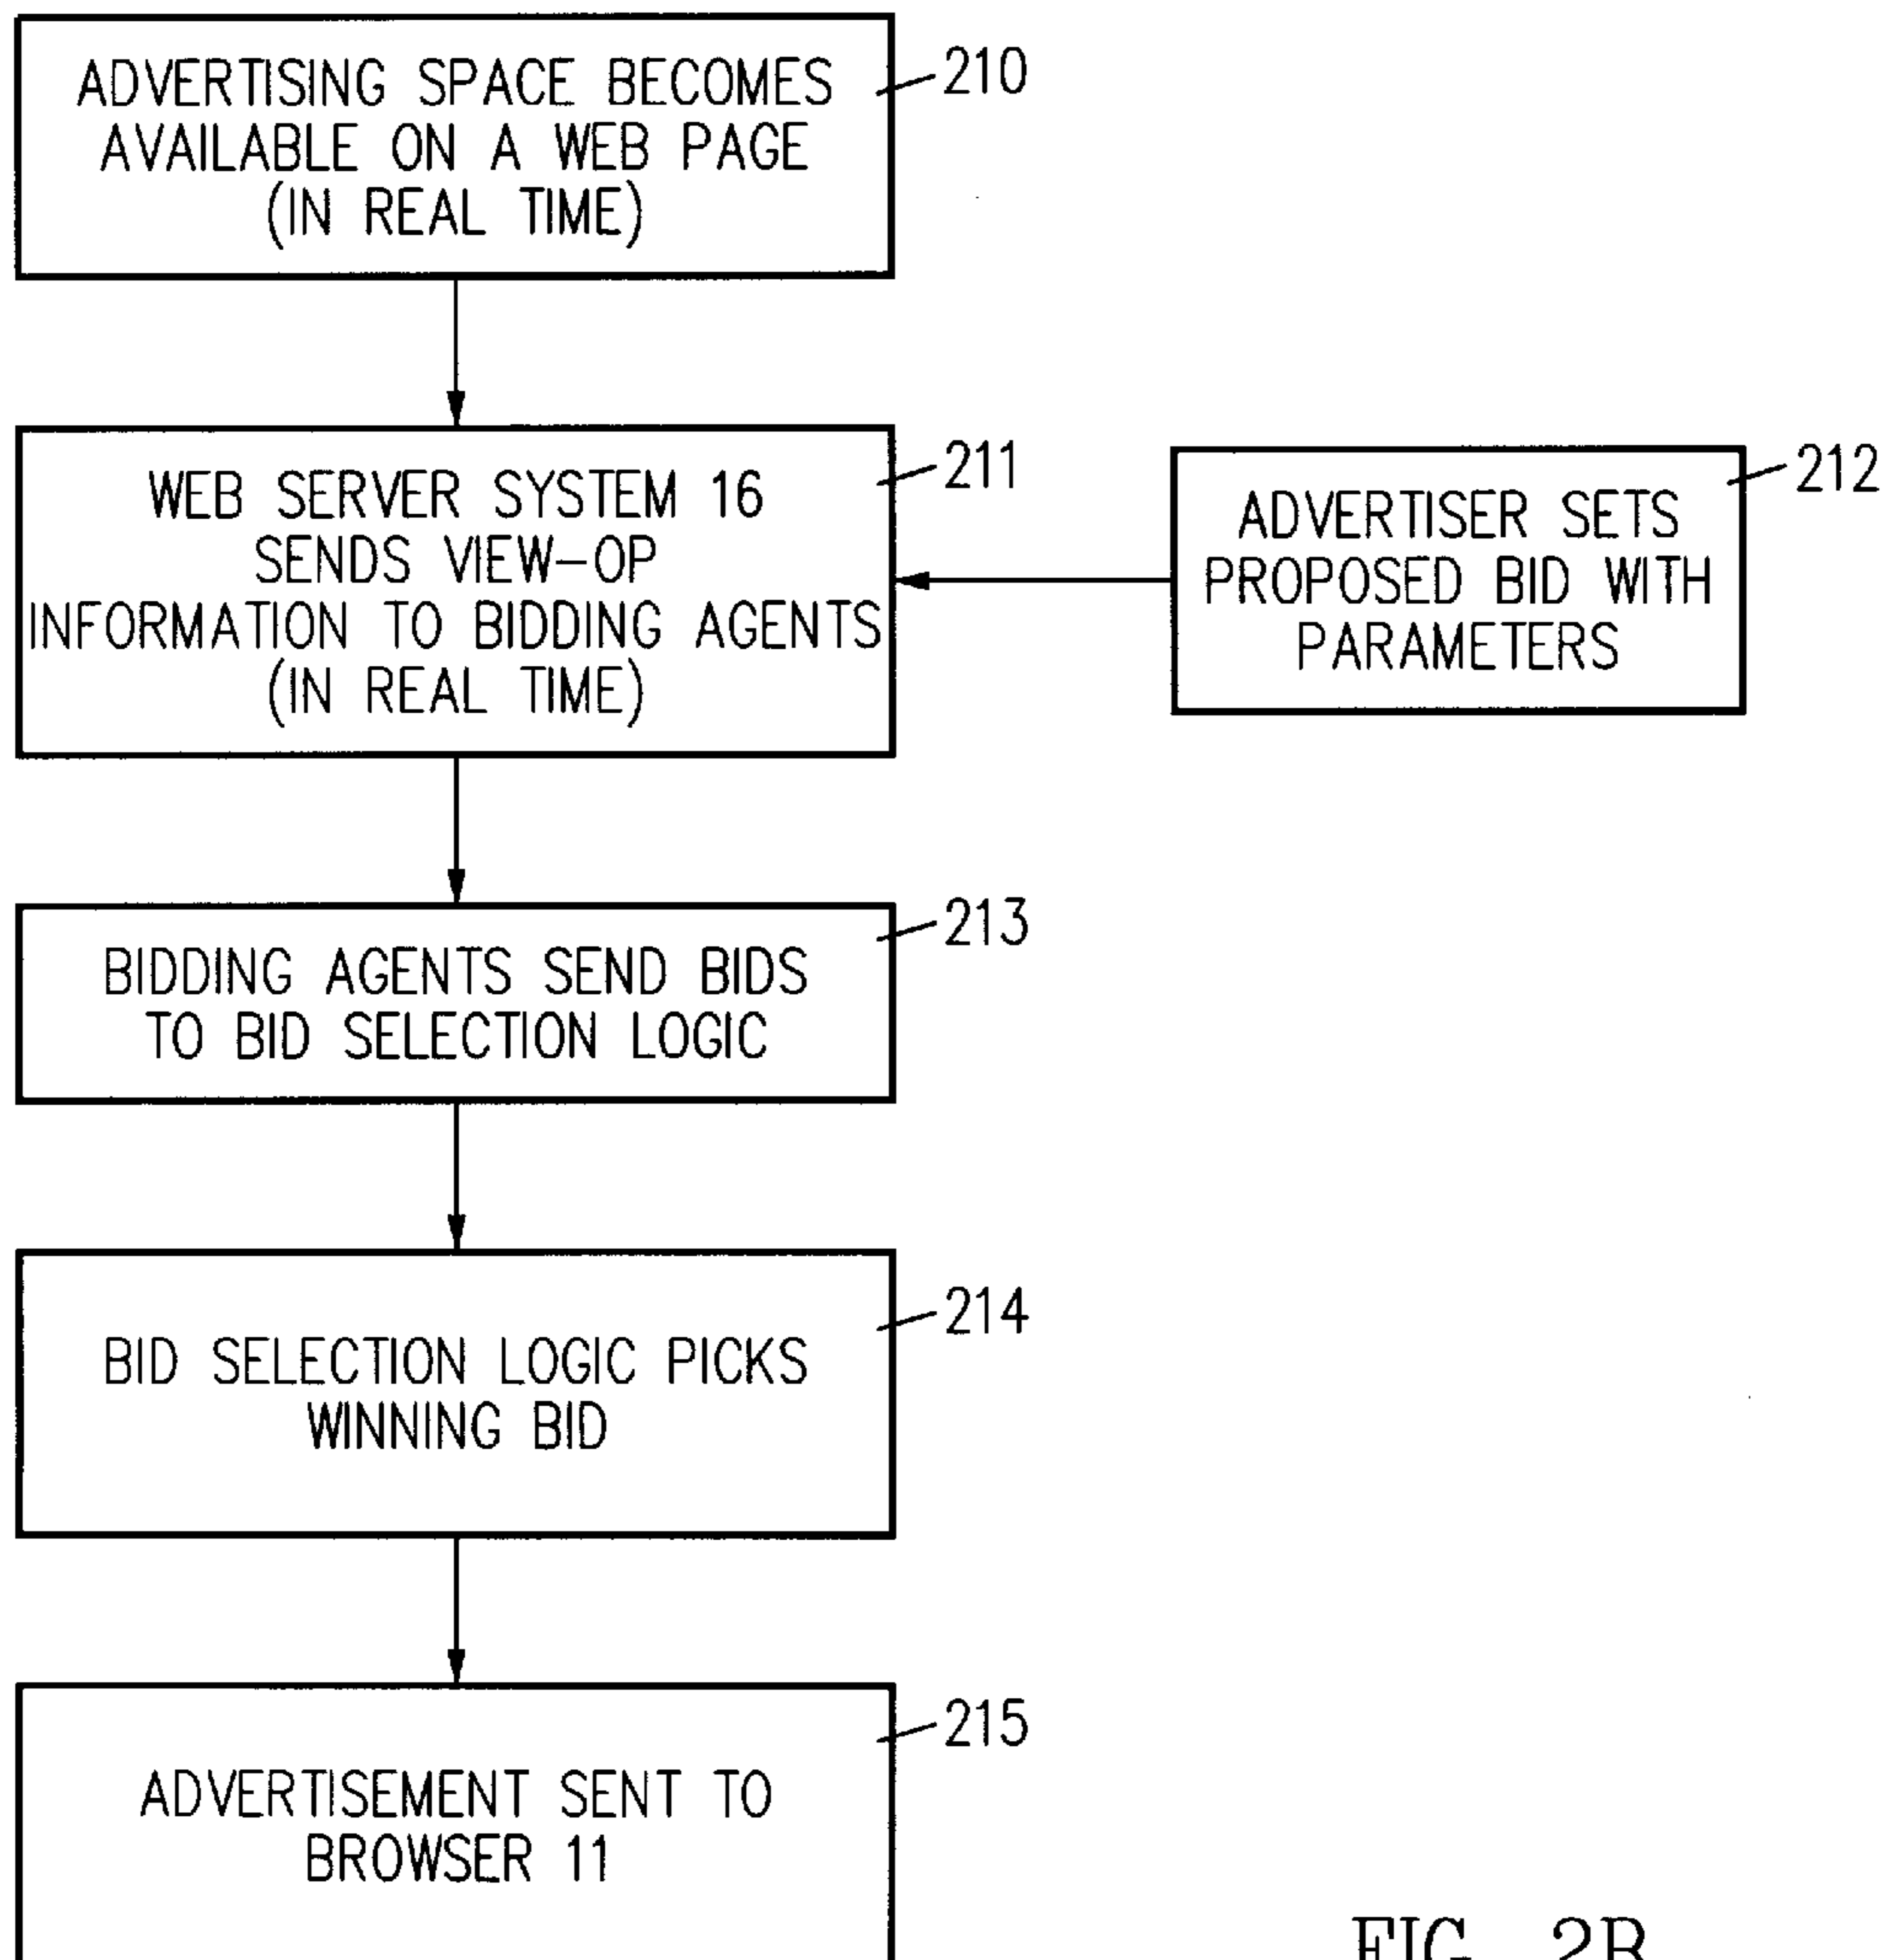 ADVERTISING SPACE BECOMES
AVAILABLE ON A WEB PAGE
(IN REAL TIME)
210
WEB SERVER SYSTEM 16
SENDS VIEW-OP
INFORMATION TO BIDDING AGENTS
(IN REAL TIME)
211
ADVERTISER SETS
PROPOSED BID WITH
PARAMETERS
212
BIDDING AGENTS SEND BIDS
TO BID SELECTION LOGIC
213
BID SELECTION LOGIC PICKS
WINNING BID
214
ADVERTISEMENT SENT TO
BROWSER 11
215
FIG. 2B